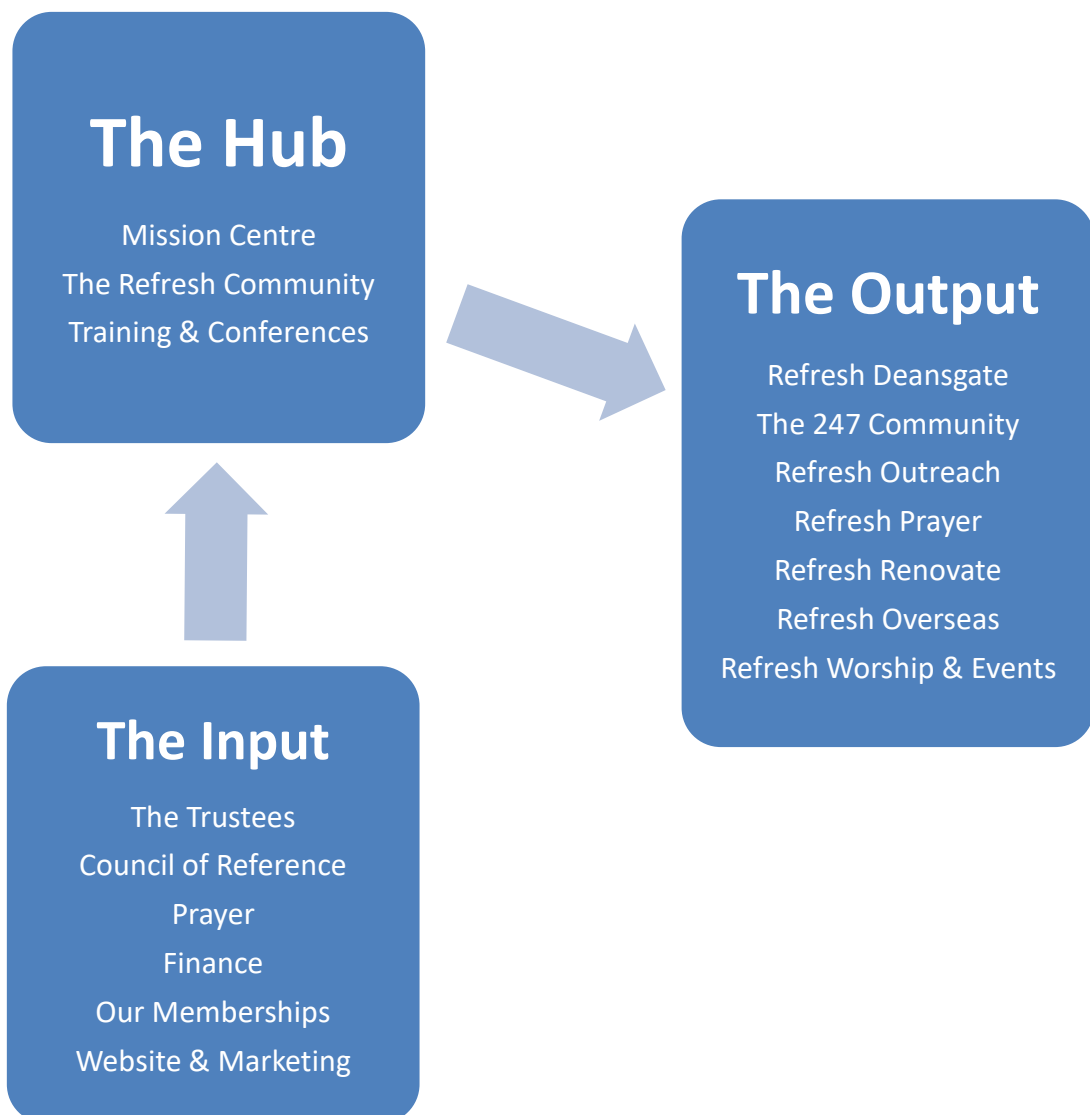 The Hub
Mission Centre
The Refresh Community
Training & Conferences
The Output
Refresh Deansgate
The 247 Community
Refresh Outreach
Refresh Prayer
Refresh Renovate
Refresh Overseas
Refresh Worship & Events
The Input
The Trustees
Council of Reference
Prayer
Finance
Our Memberships
Website & Marketing